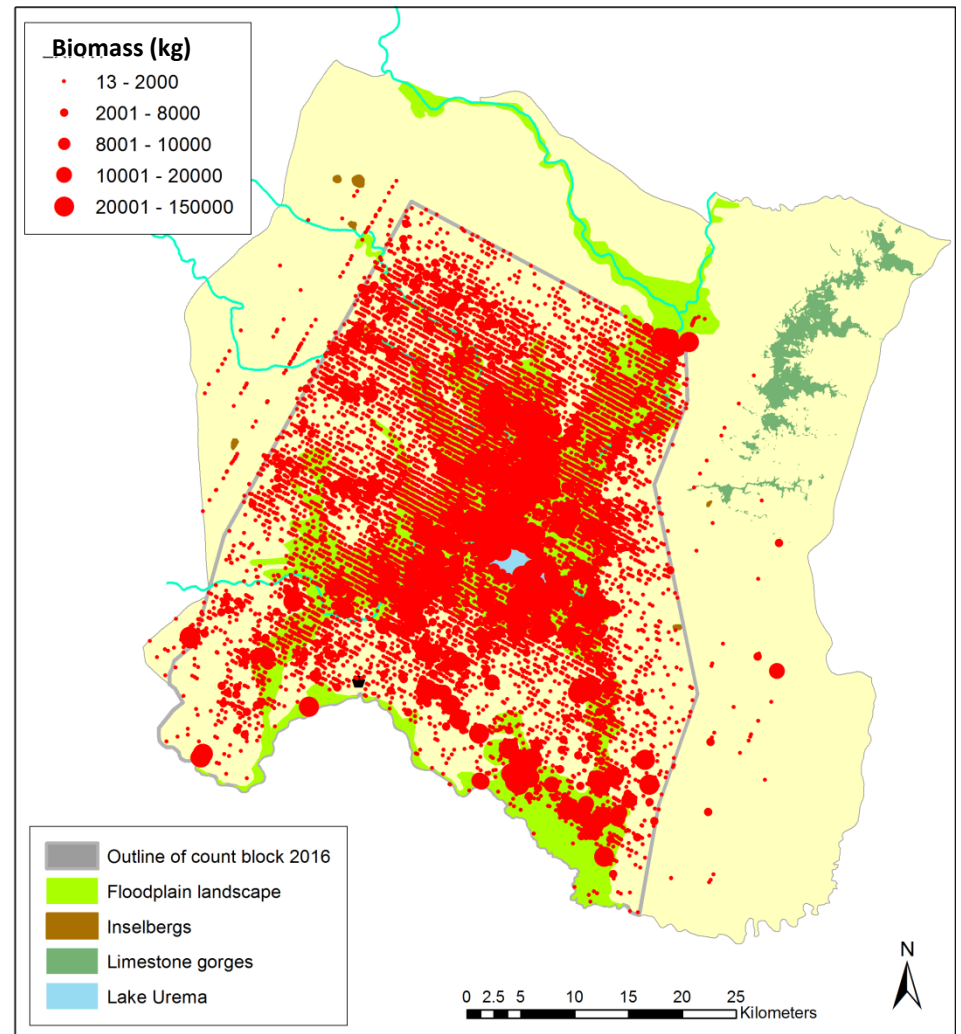 Biomass (kg)
13 - 2000
2001 - 8000
8001 - 10000
10001 - 20000
20001 - 150000
Outline of count block 2016
Floodplain landscape
Inselbergs
Limestone gorges
Lake Urema
N
0 2.5 5 10 15 20 25
Kilometers